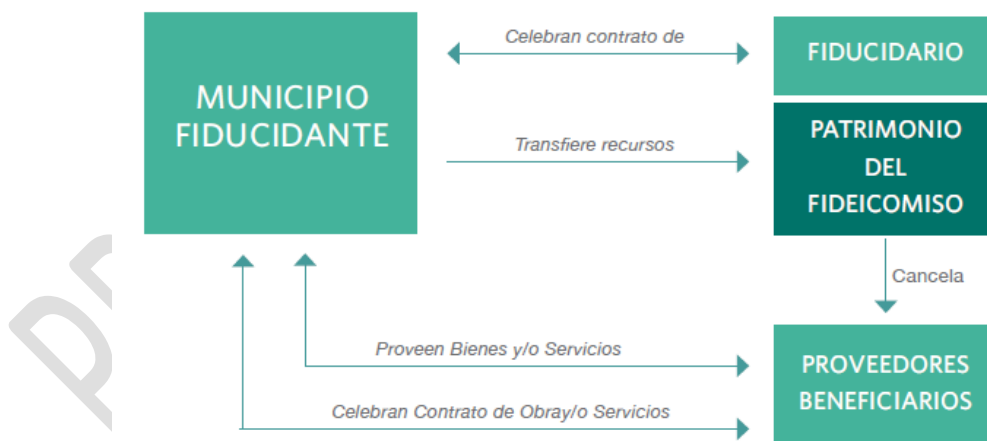 Celebran contrato de
FIDUCIDARIO
MUNICIPIO
FIDUCIDANTE
Transfiere recursos
PATRIMONIO
DEL
FIDEICOMISO
Cancela
Proveen Bienes y/o Servicios
PROVEEDORES
BENEFICIARIOS
Celebran Contrato de Obray/o Servicios